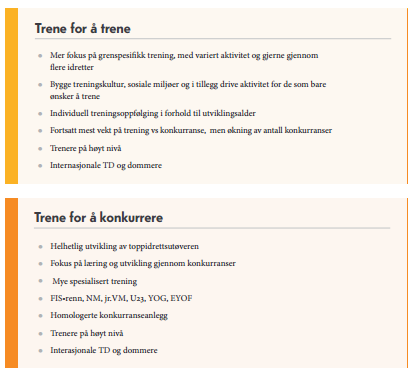 Trene for å trene
• Mer fokus på grenspesifikk trening, med variert aktivitet og gjerne gjennom
flere idretter
• Bygge treningskultur, sosiale miljøer og i tillegg drive aktivitet for de som bare
ønsker å trene
• Individuell treningsoppfølging i forhold til utviklingsalder
• Fortsatt mest vekt på trening vs konkurranse, men økning av antall konkurranser
• Trenere på høyt nivå
• Internasjonale TD og dommere
Trene for å konkurrere
• Helhetlig utvikling av toppidrettsutøveren
• Fokus på læring og utvikling gjennom konkurranser
• Mye spesialisert trening
• FIS-renn, NM, jr.VM, U23, YOG, EYOF
• Homologerte konkurranseanlegg
• Trenere på høyt nivå
• Interasjonale TD og dommere